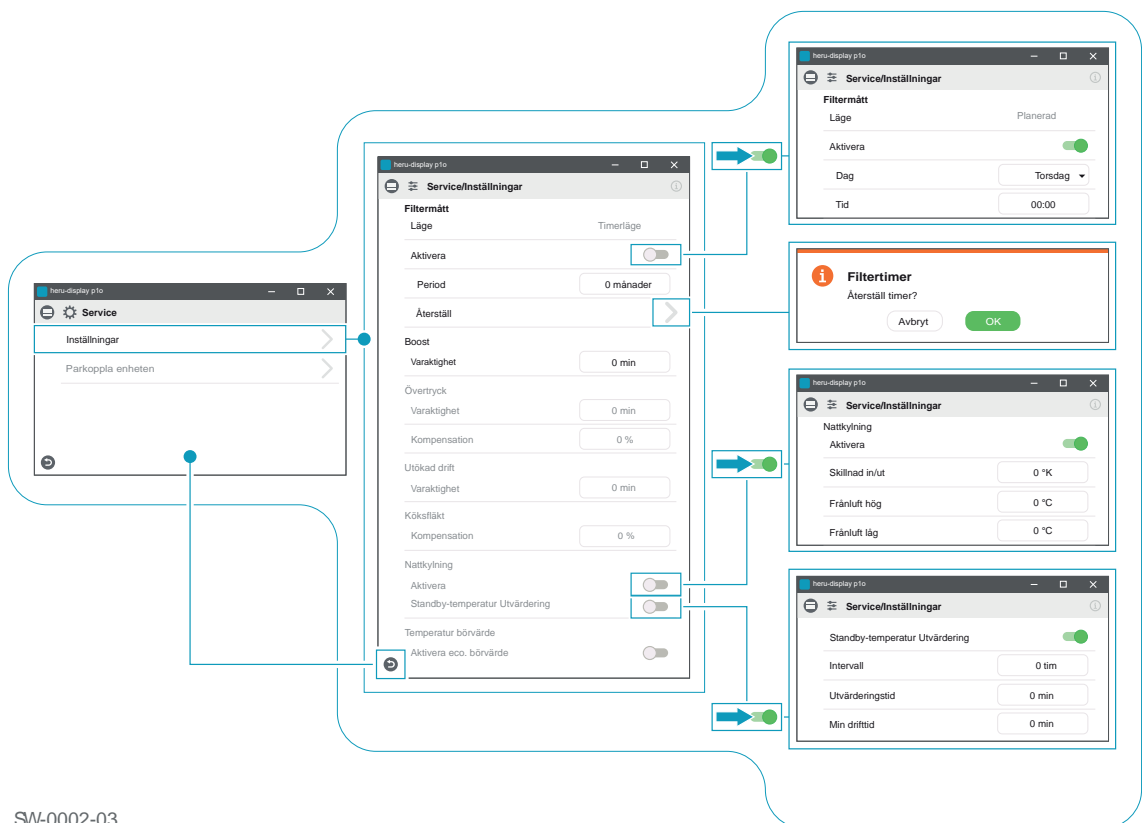 heru-display p1o
Service
Inställningar
Parkoppla enheten
heru-display p1o
Service/Inställningar
Filtermått
Läge Timerläge
Aktivera
Period 0 månader
Återställ
Boost
Varaktighet 0 min
Övertryck
Varaktighet 0 min
Kompensation 0 %
Utökad drift
Varaktighet 0 min
Köksfläkt
Kompensation 0 %
Nattkylning
Aktivera
Standby-temperatur Utvärdering
Temperatur börvärde
Aktivera eco. börvärde
heru-display p1o
Service/Inställningar
Filtermått
Läge Planerad
Aktivera
Dag Torsdag
Tid 00:00
Filtertimer
Återställ timer?
Avbryt OK
heru-display p1o
Service/Inställningar
Nattkylning
Aktivera
Skillnad in/ut 0 °K
Frånluft hög 0 °C
Frånluft låg 0 °C
heru-display p1o
Service/Inställningar
Standby-temperatur Utvärdering
Intervall 0 tim
Utvärderingstid 0 min
Min drifttid 0 min
SW-0002-03